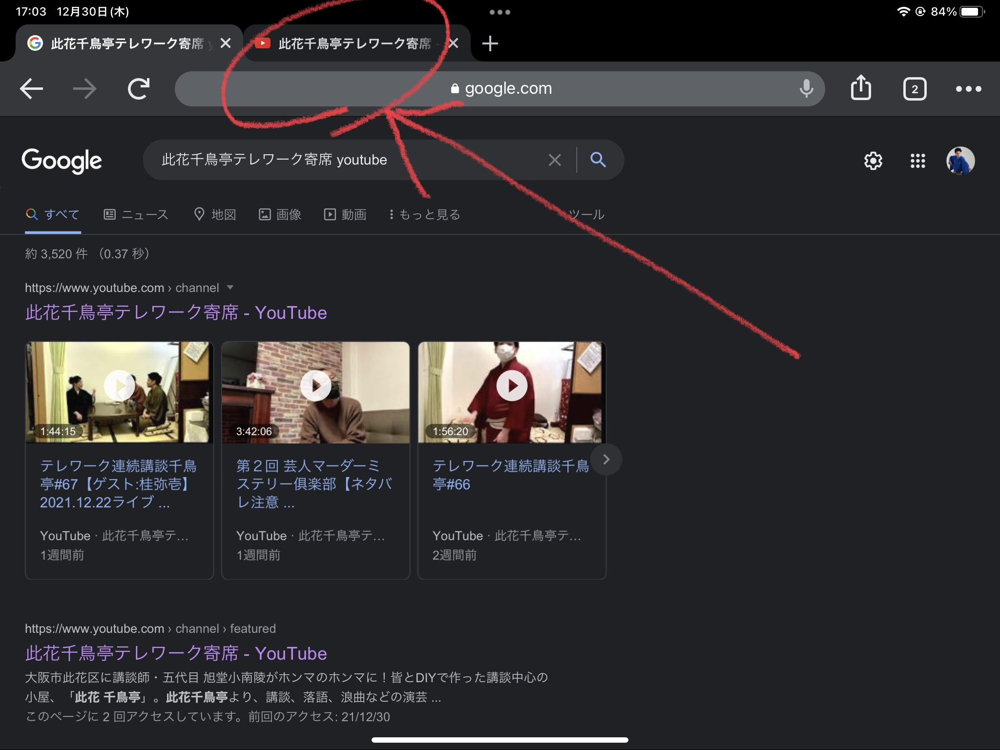 17:03 12月30日(木)
84%
此花千鳥亭テレワーク寄席
此花千鳥亭テレワーク寄席 -
google.com
2
Google
此花千鳥亭テレワーク寄席 youtube
すべて ニュース 地図 画像 動画 もっと見る ツール
約 3,520 件 （0.37 秒）
https://www.youtube.com › channel
此花千鳥亭テレワーク寄席 - YouTube
1:44:15
3:42:06
1:56:20
テレワーク連続講談千鳥
亭#67【ゲスト:桂弥壱】
2021.12.22ライブ ...
YouTube · 此花千鳥亭テ...
1週間前
第２回 芸人マーダーミ
ステリー倶楽部【ネタバ
レ注意 ...
YouTube · 此花千鳥亭テ...
1週間前
テレワーク連続講談千鳥
亭#66
YouTube · 此花千鳥亭テ...
2週間前
https://www.youtube.com › channel › featured
此花千鳥亭テレワーク寄席 - YouTube
大阪市此花区に講談師・五代目 旭堂小南陵がホンマのホンマに！皆とDIYで作った講談中心の
小屋、「此花 千鳥亭」。此花千鳥亭より、講談、落語、浪曲などの演芸 ...
このページに 2 回アクセスしています。前回のアクセス: 21/12/30